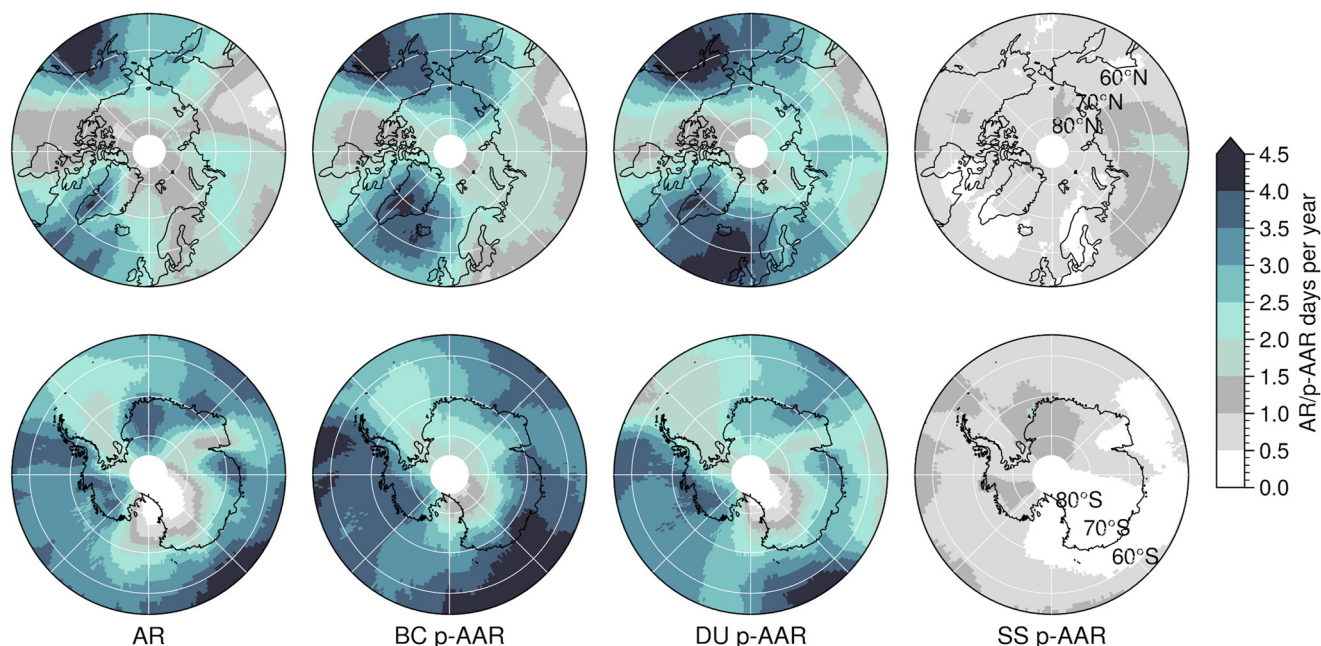 60°N
70°N
80°N
4.5
4.0
3.5
3.0
2.5
2.0
1.5
1.0
0.5
0.0
AR/p-AAR days per year
80°S
70°S
60°S
AR BC p-AAR DU p-AAR SS p-AAR